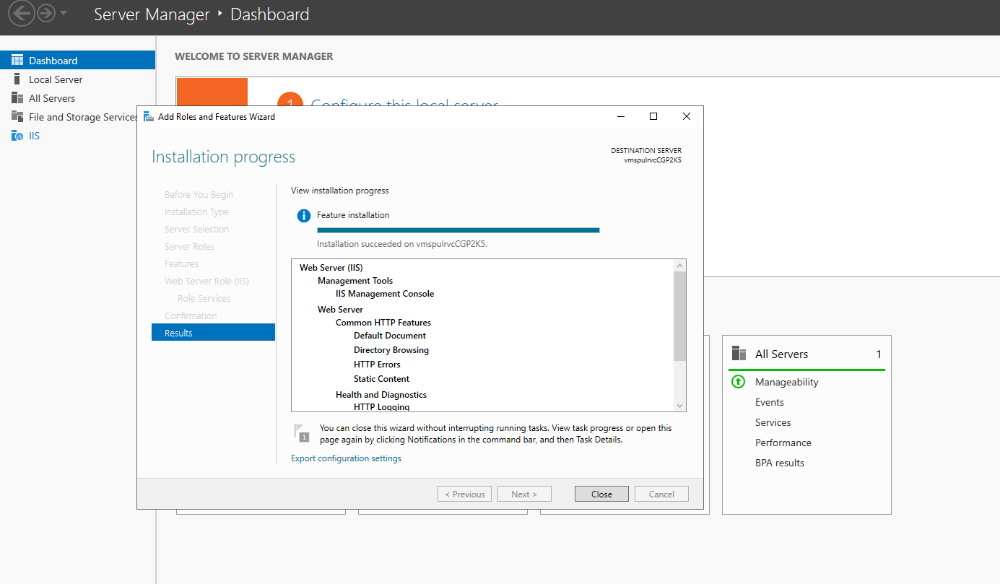 Server Manager ‣ Dashboard
Dashboard
Local Server
All Servers
File and Storage Services
IIS
WELCOME TO SERVER MANAGER
1 Configure this local server
Add Roles and Features Wizard
Installation progress
DESTINATION SERVER
vmspulrvcCGP2K5
Before You Begin
Installation Type
Server Selection
Server Roles
Features
Web Server Role (IIS)
Role Services
Confirmation
Results
View installation progress
Feature installation
Installation succeeded on vmspulrvcCGP2K5.
Web Server (IIS)
Management Tools
IIS Management Console
Web Server
Common HTTP Features
Default Document
Directory Browsing
HTTP Errors
Static Content
Health and Diagnostics
HTTP Logging
1
You can close this wizard without interrupting running tasks. View task progress or open this
page again by clicking Notifications in the command bar, and then Task Details.
Export configuration settings
< Previous
Next >
Close
Cancel
All Servers 1
Manageability
Events
Services
Performance
BPA results